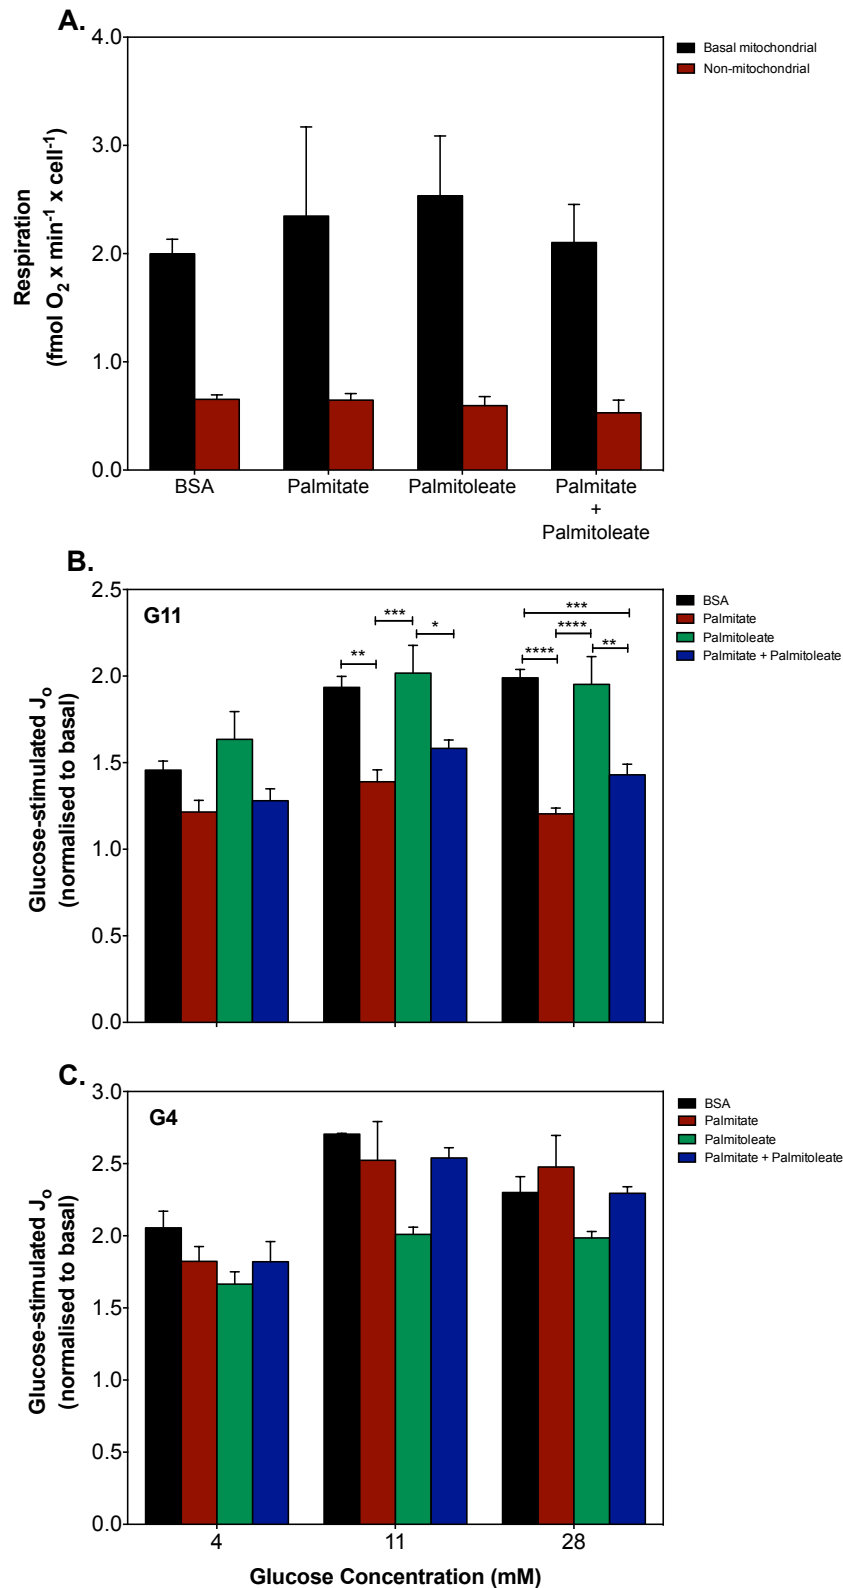 A.
4.0
3.0
2.0
1.0
0.0
Respiration
(fmol O₂ x min⁻¹ x cell⁻¹)
Basal mitochondrial
Non-mitochondrial
BSA
Palmitate
Palmitoleate
Palmitate
+
Palmitoleate
B.
G11
2.5
2.0
1.5
1.0
0.5
0.0
Glucose-stimulated Jₒ
(normalised to basal)
**
***
*
***
****
****
**
BSA
Palmitate
Palmitoleate
Palmitate + Palmitoleate
C.
G4
3.0
2.5
2.0
1.5
1.0
0.5
0.0
Glucose-stimulated Jₒ
(normalised to basal)
BSA
Palmitate
Palmitoleate
Palmitate + Palmitoleate
4
11
28
Glucose Concentration (mM)